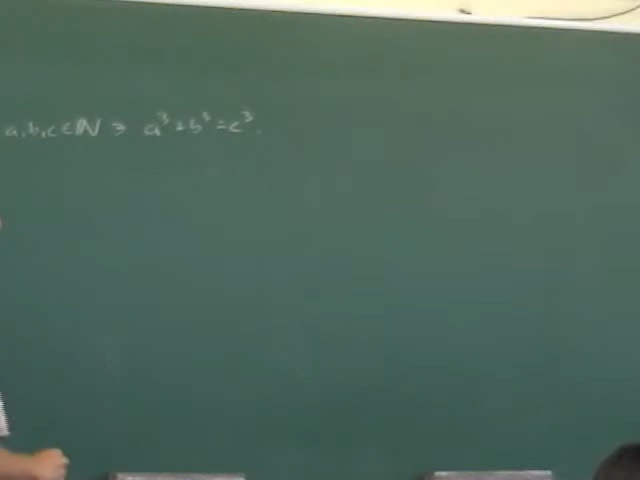 a,b,c ∈ ℕ ∋ a³+b³=c³.